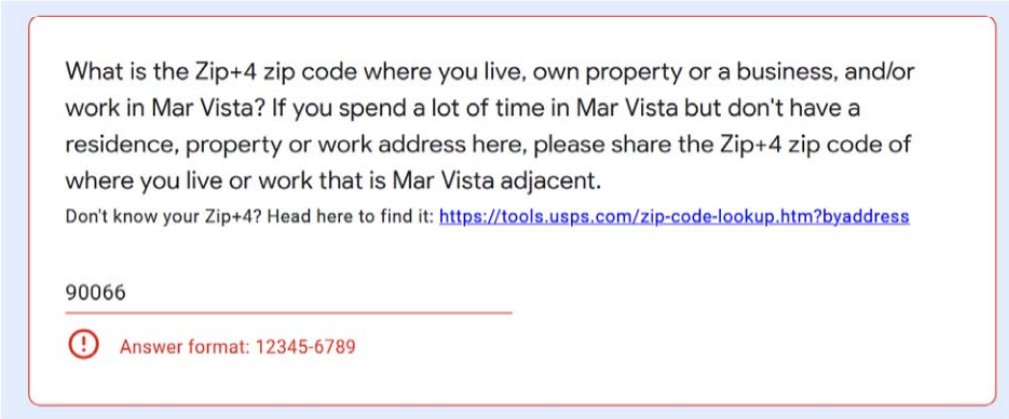 What is the Zip+4 zip code where you live, own property or a business, and/or
work in Mar Vista? If you spend a lot of time in Mar Vista but don't have a
residence, property or work address here, please share the Zip+4 zip code of
where you live or work that is Mar Vista adjacent.
Don't know your Zip+4? Head here to find it: https://tools.usps.com/zip-code-lookup.htm?byaddress
90066
Answer format: 12345-6789